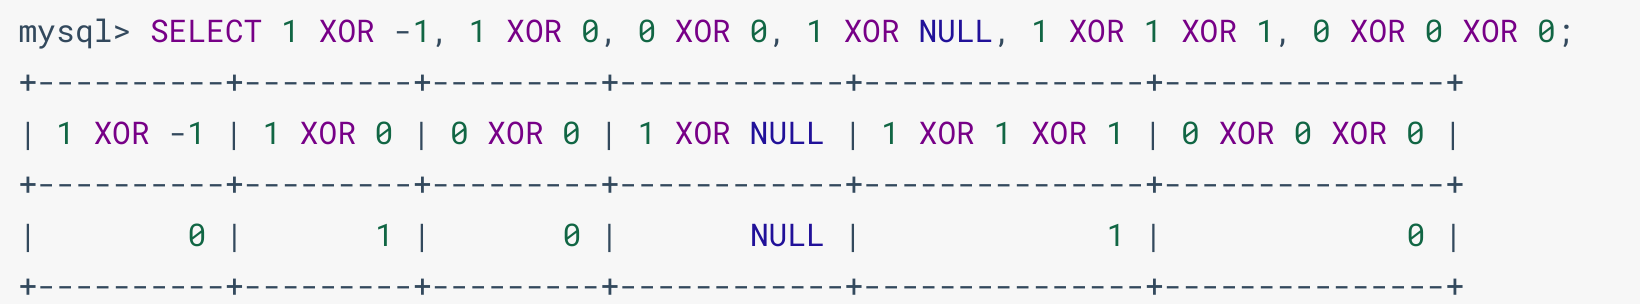 mysql> SELECT 1 XOR -1, 1 XOR 0, 0 XOR 0, 1 XOR NULL, 1 XOR 1 XOR 1, 0 XOR 0 XOR 0;
+----------+---------+---------+------------+---------------+---------------+
| 1 XOR -1 | 1 XOR 0 | 0 XOR 0 | 1 XOR NULL | 1 XOR 1 XOR 1 | 0 XOR 0 XOR 0 |
+----------+---------+---------+------------+---------------+---------------+
|        0 |       1 |       0 |       NULL |             1 |             0 |
+----------+---------+---------+------------+---------------+---------------+